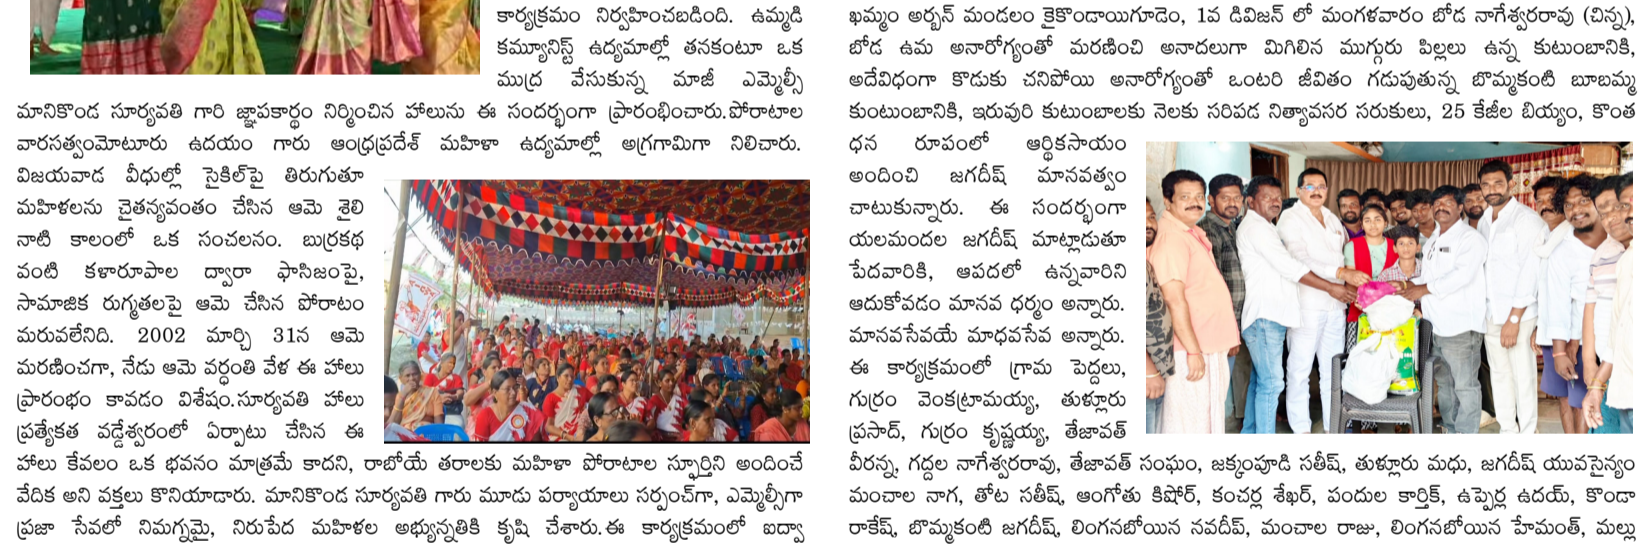 కార్యక్రమం నిర్వహించబడింది. ఉమ్మడి
కమ్యూనిస్ట్ ఉద్యమాల్లో తనకంటూ ఒక
ముద్ర వేసుకున్న మాజీ ఎమ్మెల్సీ
మానికొండ సూర్యవతి గారి జ్ఞాపకార్థం నిర్మించిన హాలును ఈ సందర్భంగా ప్రారంభించారు.పోరాటాల
వారసత్వంమోటూరు ఉదయం గారు ఆంధ్రప్రదేశ్ మహిళా ఉద్యమాల్లో అగ్రగామిగా నిలిచారు.
విజయవాడ వీధుల్లో సైకిల్‌పై తిరుగుతూ
మహిళలను చైతన్యవంతం చేసిన ఆమె శైలి
నాటి కాలంలో ఒక సంచలనం. బుర్రకథ
వంటి కళారూపాల ద్వారా ఫాసిజంపై,
సామాజిక రుగ్మతలపై ఆమె చేసిన పోరాటం
మరువలేనిది. 2002 మార్చి 31న ఆమె
మరణించగా, నేడు ఆమె వర్ధంతి వేళ ఈ హాలు
ప్రారంభం కావడం విశేషం.సూర్యవతి హాలు
ప్రత్యేకత వడ్డేశ్వరంలో ఏర్పాటు చేసిన ఈ
హాలు కేవలం ఒక భవనం మాత్రమే కాదని, రాబోయే తరాలకు మహిళా పోరాటాల స్ఫూర్తిని అందించే
వేదిక అని వక్తలు కొనియాడారు. మానికొండ సూర్యవతి గారు మూడు పర్యాయాలు సర్పంచ్‌గా, ఎమ్మెల్సీగా
ప్రజా సేవలో నిమగ్నమై, నిరుపేద మహిళల అభ్యున్నతికి కృషి చేశారు.ఈ కార్యక్రమంలో ఐద్వా
ఖమ్మం అర్బన్ మండలం కైకొండాయిగూడెం, 1వ డివిజన్ లో మంగళవారం బోడ నాగేశ్వరరావు (చిన్న),
బోడ ఉమ అనారోగ్యంతో మరణించి అనాదలుగా మిగిలిన ముగ్గురు పిల్లలు ఉన్న కుటుంబానికి,
అదేవిధంగా కొడుకు చనిపోయి అనారోగ్యంతో ఒంటరి జీవితం గడుపుతున్న బొమ్మకంటి బూబమ్మ
కుంటుంబానికి, ఇరువురి కుటుంబాలకు నెలకు సరిపడ నిత్యావసర సరుకులు, 25 కేజీల బియ్యం, కొంత
ధన రూపంలో ఆర్థికసాయం
అందించి జగదీష్ మానవత్వం
చాటుకున్నారు. ఈ సందర్భంగా
యలమందల జగదీష్ మాట్లాడుతూ
పేదవారికి, ఆపదలో ఉన్నవారిని
ఆదుకోవడం మానవ ధర్మం అన్నారు.
మానవసేవయే మాధవసేవ అన్నారు.
ఈ కార్యక్రమంలో గ్రామ పెద్దలు,
గుర్రం వెంకట్రామయ్య, తుళ్లూరు
ప్రసాద్, గుర్రం కృష్ణయ్య, తేజావత్
వీరన్న, గద్దల నాగేశ్వరరావు, తేజావత్ సంఘం, జక్కంపూడి సతీష్, తుళ్లూరు మధు, జగదీష్ యువసైన్యం
మంచాల నాగ, తోట సతీష్, ఆంగోతు కిషోర్, కంచర్ల శేఖర్, పందుల కార్తిక్, ఉప్పెర్ల ఉదయ్, కొండా
రాకేష్, బొమ్మకంటి జగదీష్, లింగనబోయిన నవదీప్, మంచాల రాజు, లింగనబోయిన హేమంత్, మల్లు